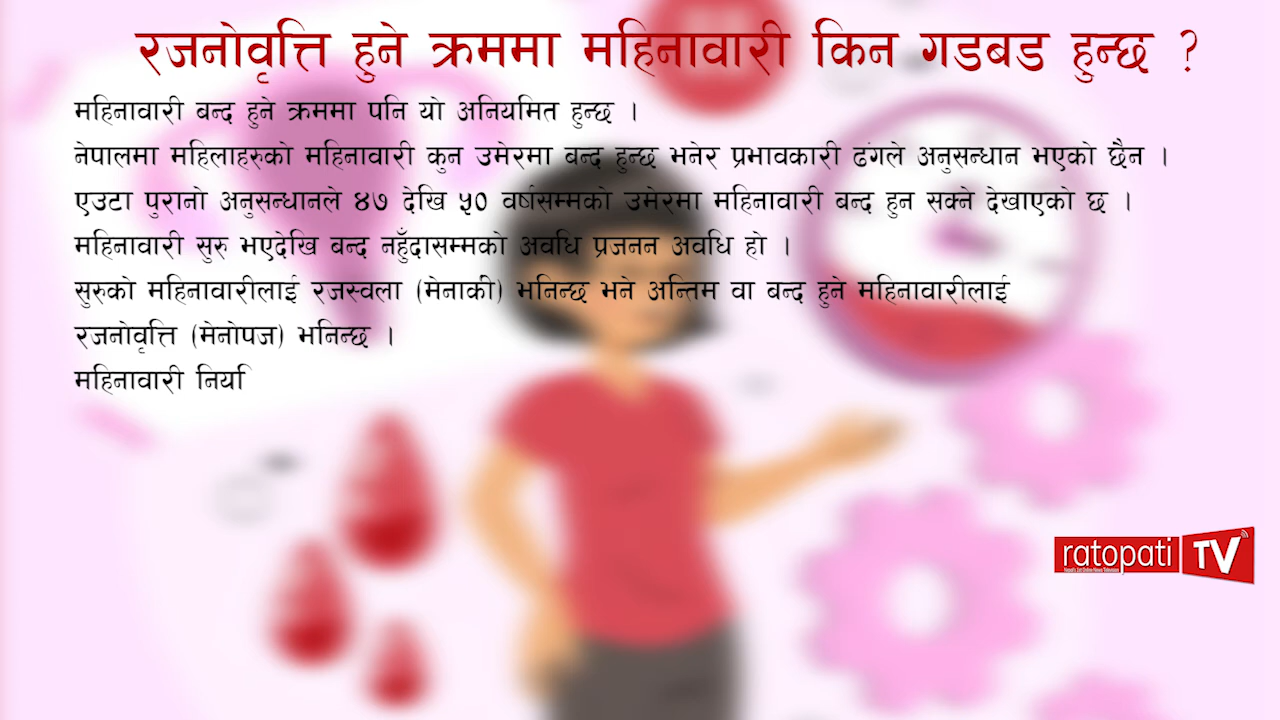 रजनोवृत्ति हुने क्रममा महिनावारी किन गडबड हुन्छ ?
महिनावारी बन्द हुने क्रममा पनि यो अनियमित हुन्छ ।
नेपालमा महिलाहरुको महिनावारी कुन उमेरमा बन्द हुन्छ भनेर प्रभावकारी ढंगले अनुसन्धान भएको छैन ।
एउटा पुरानो अनुसन्धानले ४७ देखि ५० वर्षसम्मको उमेरमा महिनावारी बन्द हुन सक्ने देखाएको छ ।
महिनावारी सुरु भएदेखि बन्द नहुँदासम्मको अवधि प्रजनन अवधि हो ।
सुरुको महिनावारीलाई रजस्वला (मेनाकी) भनिन्छ भने अन्तिम वा बन्द हुने महिनावारीलाई
रजनोवृत्ति (मेनोपज) भनिन्छ ।
महिनावारी निर्या
ratopati TV